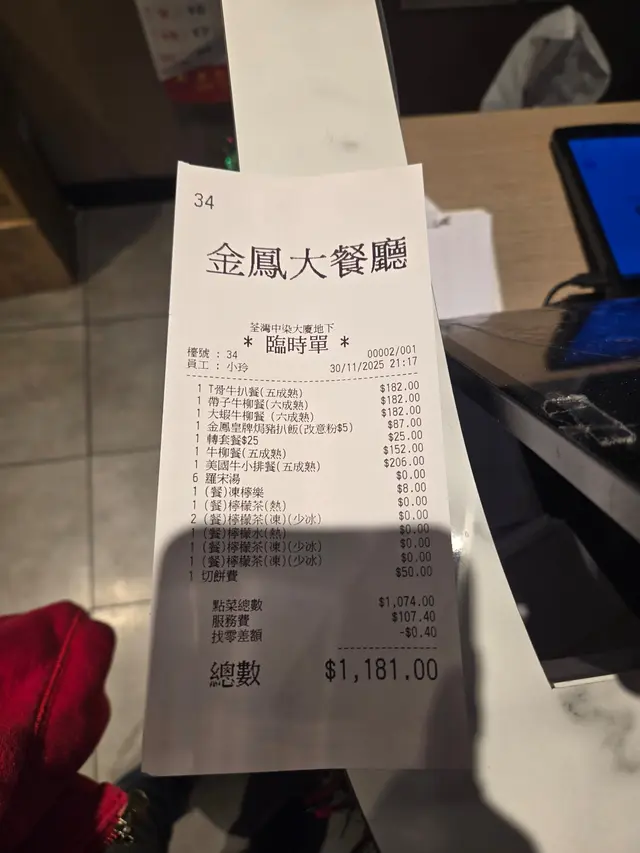 34
金鳳大餐廳
荃灣中染大廈地下
* 臨時單 *
檯號 : 34 00002/001
員工 : 小玲 30/11/2025 21:17
1 T骨牛扒餐(五成熟) $182.00
1 帶子牛柳餐(六成熟) $182.00
1 大蝦牛柳餐 (六成熟) $182.00
1 金鳳皇牌焗豬扒飯(改意粉$5) $87.00
1 轉套餐$25 $25.00
1 牛柳餐(五成熟) $152.00
1 美國牛小排餐(五成熟) $206.00
6 羅宋湯 $0.00
1 (餐)凍檸樂 $8.00
1 (餐)檸檬茶(熱) $0.00
2 (餐)檸檬茶(凍)(少冰) $0.00
1 (餐)檸檬水(熱) $0.00
1 (餐)檸檬茶(凍)(少冰) $0.00
1 (餐)檸檬茶(凍)(少冰) $0.00
1 切餅費 $50.00
點菜總數 $1,074.00
服務費 $107.40
找零差額 -$0.40
總數 $1,181.00